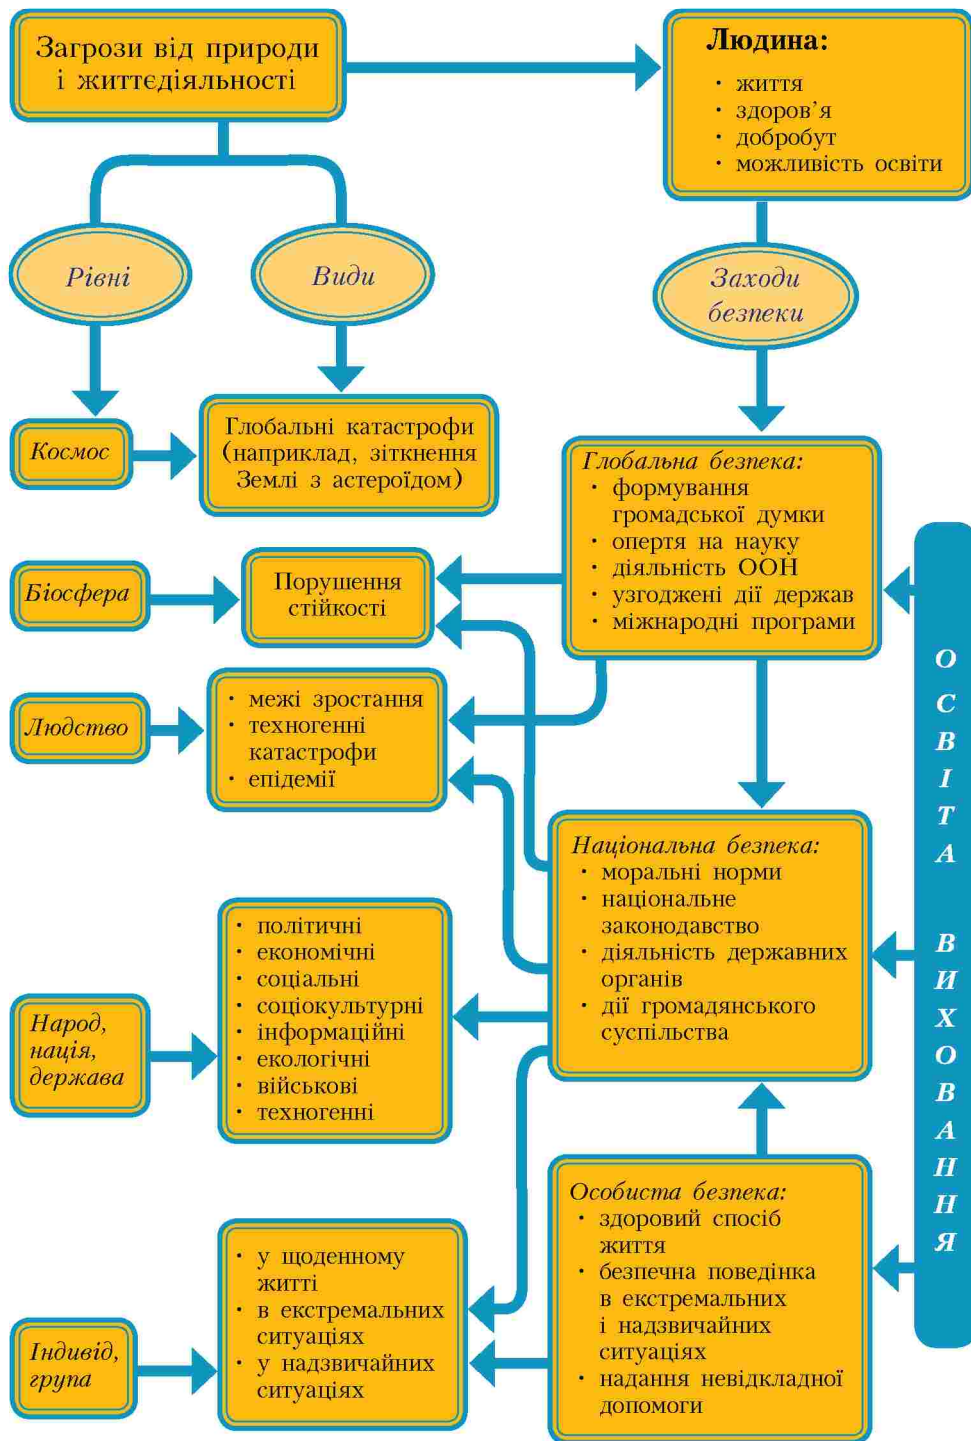 Загрози від природи
і життєдіяльності
Людина:
· життя
· здоров’я
· добробут
· можливість освіти
Рівні
Види
Заходи
безпеки
Космос
Глобальні катастрофи
(наприклад, зіткнення
Землі з астероїдом)
Глобальна безпека:
· формування
громадської думки
· опертя на науку
· діяльність ООН
· узгоджені дії держав
· міжнародні програми
Біосфера
Порушення
стійкості
Людство
· межі зростання
· техногенні
катастрофи
· епідемії
Національна безпека:
· моральні норми
· національне
законодавство
· діяльність державних
органів
· дії громадянського
суспільства
Народ,
нація,
держава
· політичні
· економічні
· соціальні
· соціокультурні
· інформаційні
· екологічні
· військові
· техногенні
Особиста безпека:
· здоровий спосіб
життя
· безпечна поведінка
в екстремальних
і надзвичайних
ситуаціях
· надання невідкладної
допомоги
Індивід,
група
· у щоденному
житті
· в екстремальних
ситуаціях
· у надзвичайних
ситуаціях
ОСВІТА ВИХОВАННЯ